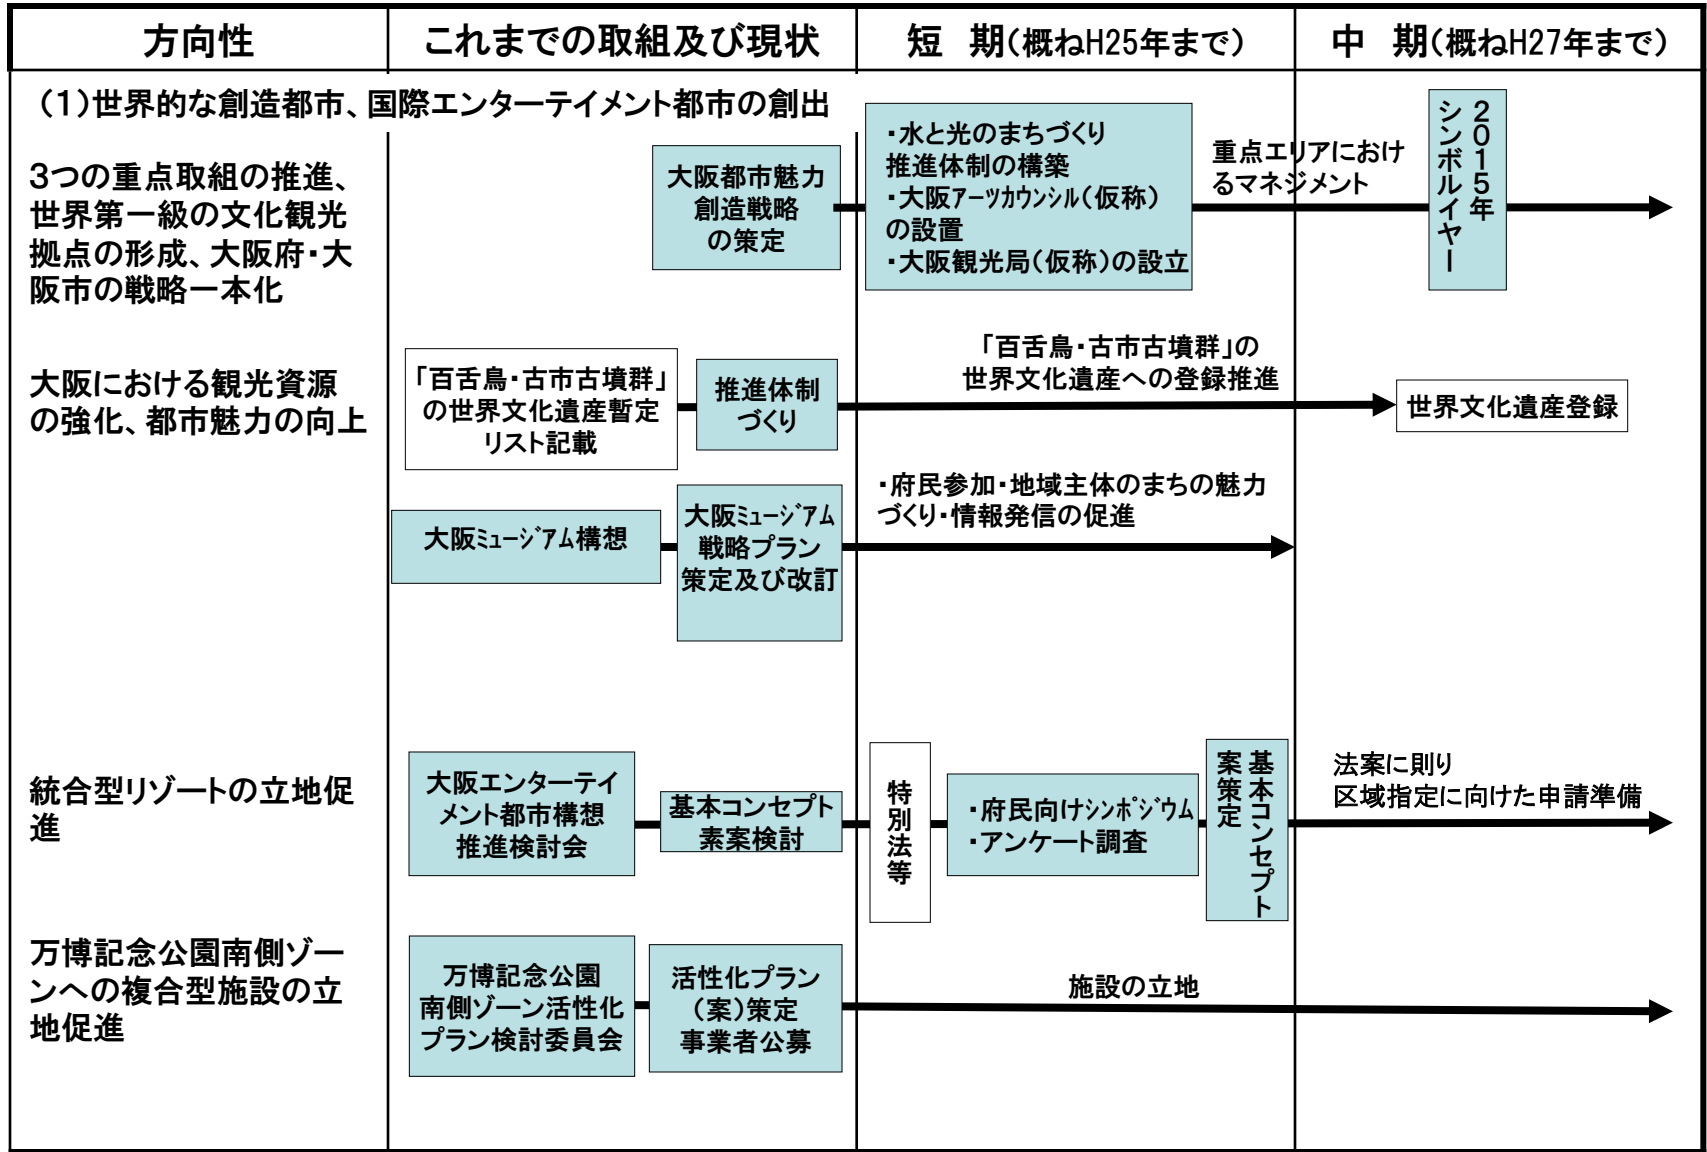 方向性
これまでの取組及び現状
短　期(概ねH25年まで)
中　期(概ねH27年まで)
(1)世界的な創造都市、国際エンターテイメント都市の創出
3つの重点取組の推進、
世界第一級の文化観光
拠点の形成、大阪府・大
阪市の戦略一本化
大阪都市魅力
創造戦略
の策定
・水と光のまちづくり
推進体制の構築
・大阪ｱｰﾂｶｳﾝｼﾙ(仮称)
の設置
・大阪観光局(仮称)の設立
重点エリアにおけ
るマネジメント
2015年
シンボルイヤー
大阪における観光資源
の強化、都市魅力の向上
「百舌鳥・古市古墳群」
の世界文化遺産暫定
リスト記載
推進体制
づくり
「百舌鳥・古市古墳群」の
世界文化遺産への登録推進
世界文化遺産登録
大阪ﾐｭｰｼﾞｱﾑ構想
大阪ﾐｭｰｼﾞｱﾑ
戦略プラン
策定及び改訂
・府民参加・地域主体のまちの魅力
づくり・情報発信の促進
統合型リゾートの立地促
進
大阪エンターテイ
メント都市構想
推進検討会
基本コンセプト
素案検討
特別法等
・府民向けｼﾝﾎﾟｼﾞｳﾑ
・アンケート調査
基本コンセプト
案策定
法案に則り
区域指定に向けた申請準備
万博記念公園南側ゾー
ンへの複合型施設の立
地促進
万博記念公園
南側ゾーン活性化
プラン検討委員会
活性化プラン
(案)策定
事業者公募
施設の立地